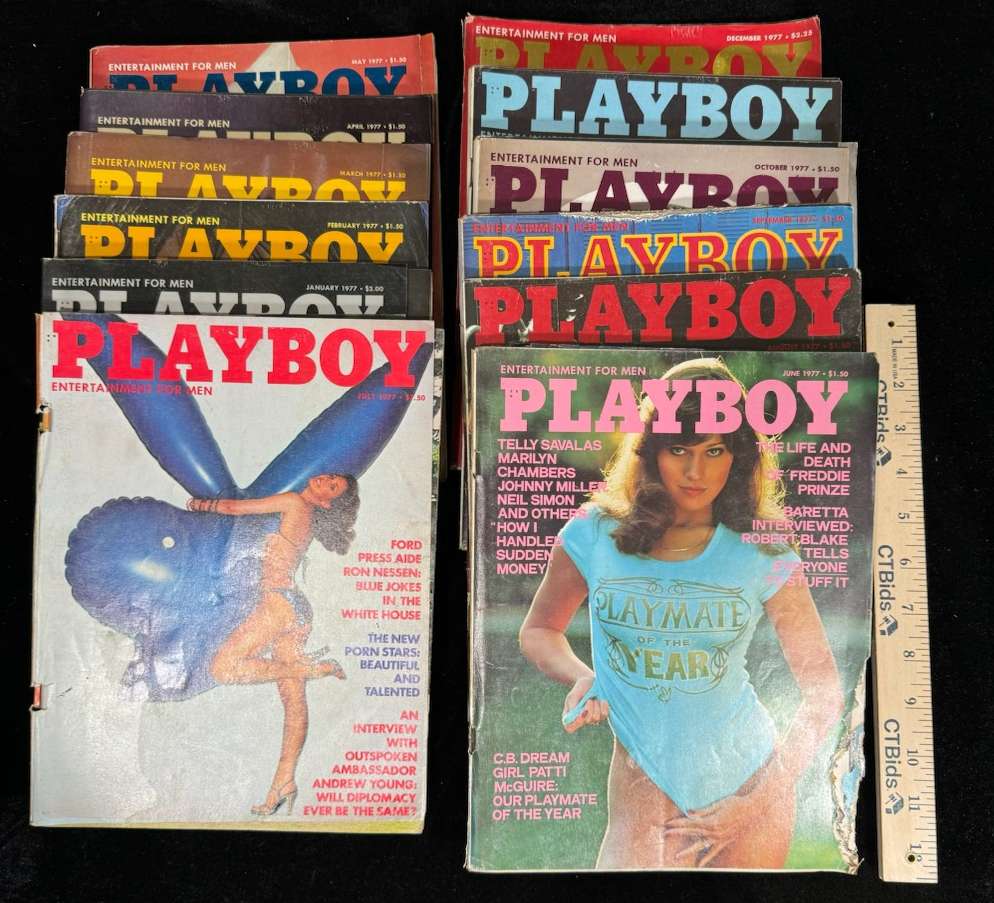 ENTERTAINMENT FOR MEN
MAY 1977 • $1.50
PLAYBOY
ENTERTAINMENT FOR MEN
APRIL 1977 • $1.50
PLAYBOY
ENTERTAINMENT FOR MEN
MARCH 1977 • $1.50
PLAYBOY
ENTERTAINMENT FOR MEN
FEBRUARY 1977 • $1.50
PLAYBOY
ENTERTAINMENT FOR MEN
JANUARY 1977 • $2.00
PLAYBOY
PLAYBOY
ENTERTAINMENT FOR MEN
JULY 1977 •
FORD
PRESS AIDE
RON NESSEN:
BLUE JOKES
IN THE
WHITE HOUSE
THE NEW
PORN STARS:
BEAUTIFUL
AND
TALENTED
AN
INTERVIEW
WITH
OUTSPOKEN
AMBASSADOR
ANDREW YOUNG:
WILL DIPLOMACY
EVER BE THE SAME?
ENTERTAINMENT FOR MEN
DECEMBER 1977 •
PLAYBOY
PLAYBOY
ENTERTAINMENT FOR MEN
OCTOBER 1977 • $1.50
PLAYBOY
ENTERTAINMENT FOR MEN
SEPTEMBER 1977 • $1.50
PLAYBOY
PLAYBOY
AUGUST 1977 • $1.50
ENTERTAINMENT FOR MEN
JUNE 1977 • $1.50
PLAYBOY
TELLY SAVALAS
MARILYN
CHAMBERS
JOHNNY MILLER
NEIL SIMON
AND OTHERS
"HOW I
HANDLE
SUDDEN
MONEY
THE LIFE AND
DEATH
OF FREDDIE
PRINZE
BARETTA
INTERVIEWED:
ROBERT BLAKE
TELLS
EVERYONE
STUFF IT
PLAYMATE
OF THE
YEAR
C.B. DREAM
GIRL PATTI
McGUIRE:
OUR PLAYMATE
OF THE YEAR
1
2
3
4
5
6
7
8
9
10
11
CTBids
CTBids
CTBids